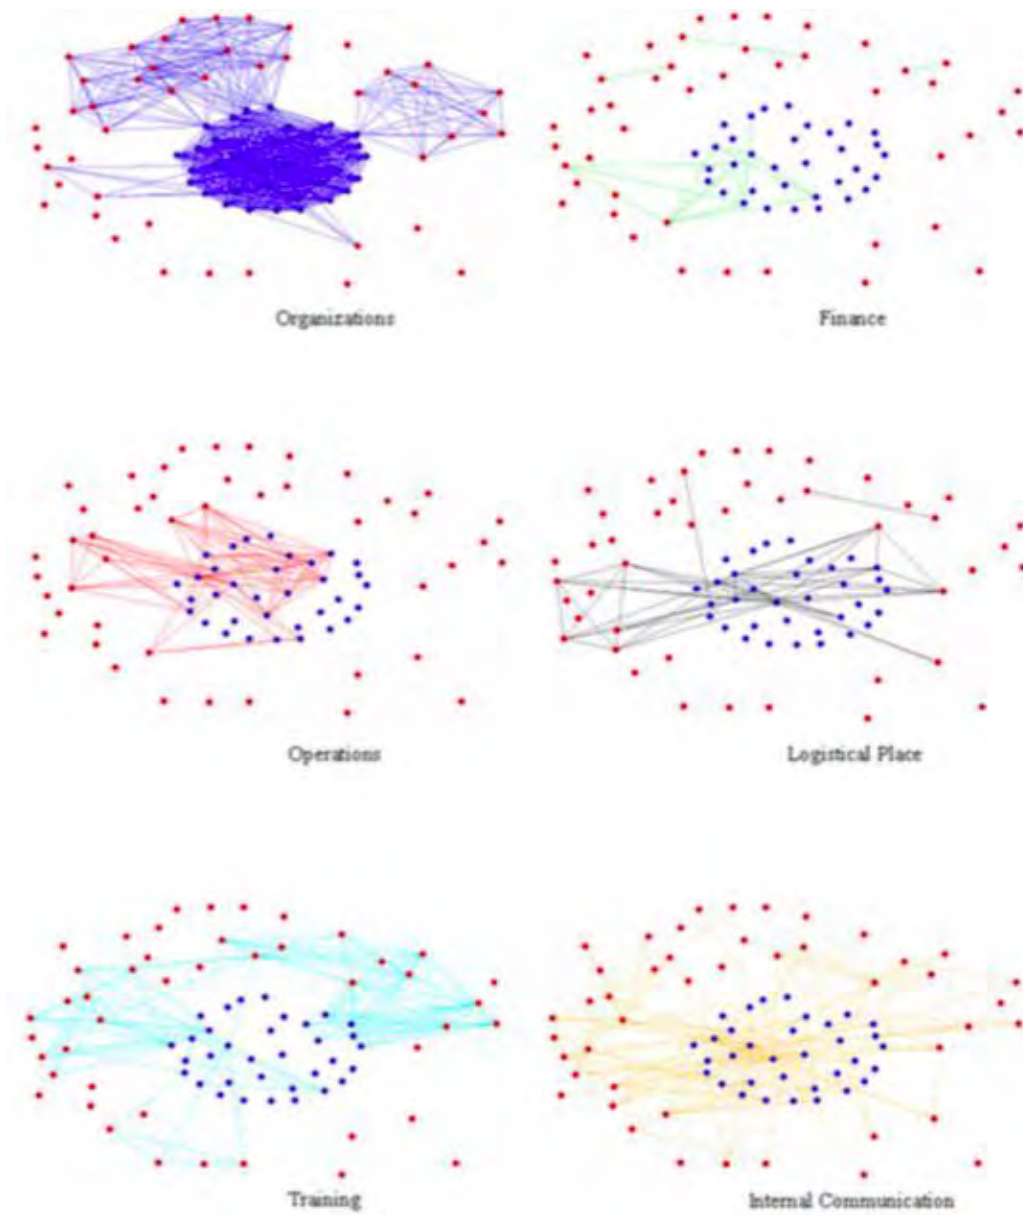 Organizations
Finance
Operations
Logistical Place
Training
Internal Communication